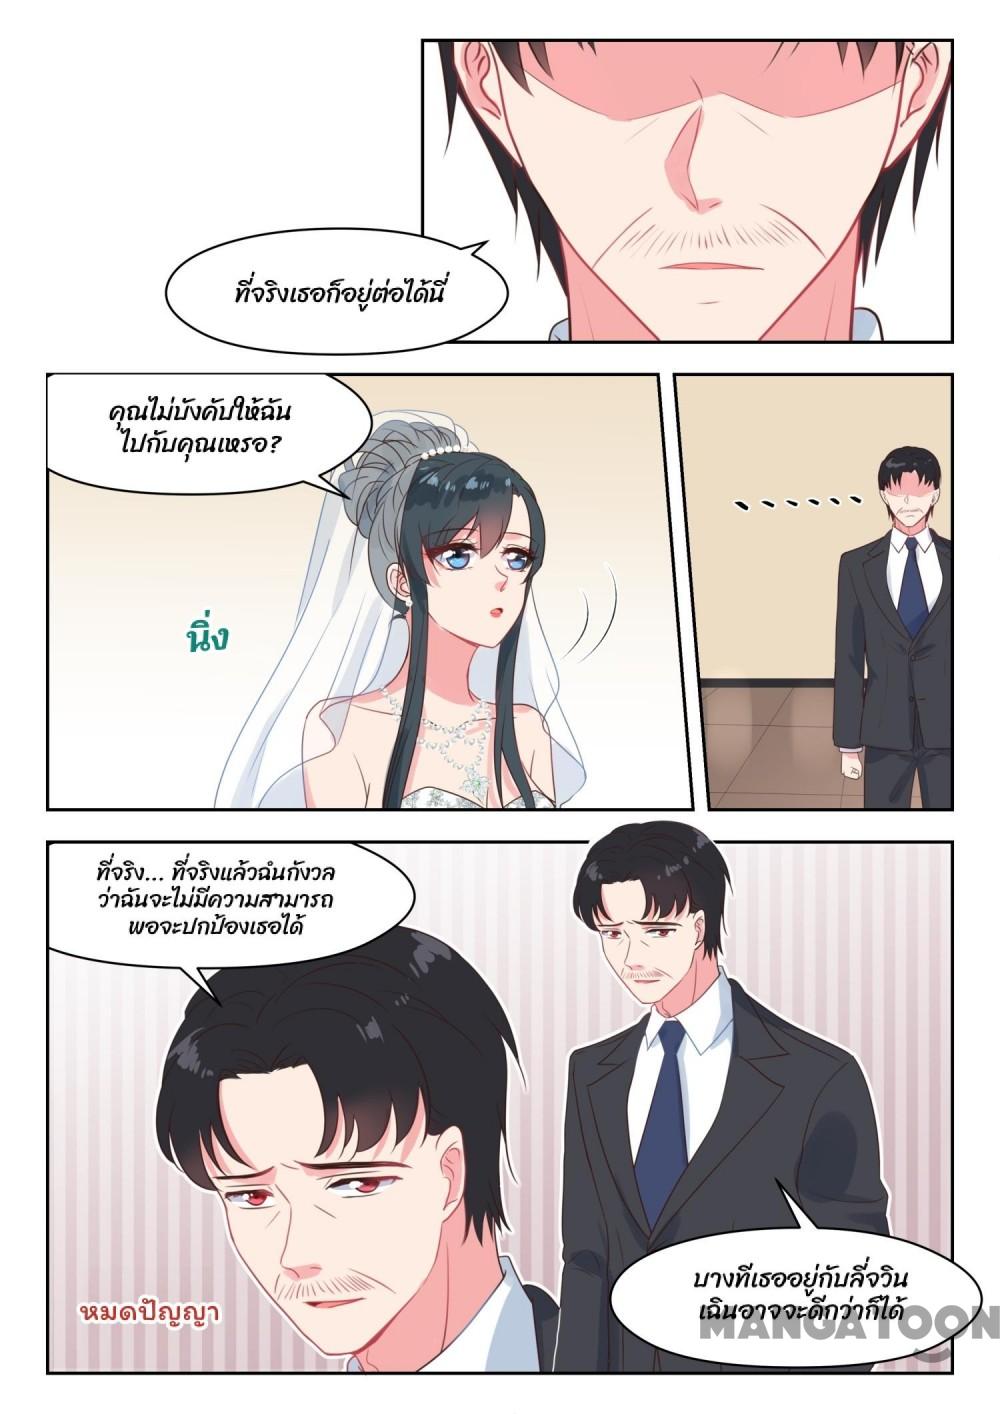 ที่จริงเธอก็อยู่ต่อได้นี่
คุณไม่บังคับให้ฉัน
ไปกับคุณเหรอ?
นิ่ง
ที่จริง... ที่จริงแล้วฉันกังวล
ว่าฉันจะไม่มีความสามารถ
พอจะปกป้องเธอได้
หมดปัญญา
บางทีเธออยู่กับลี่จวิน
เฉินอาจจะดีกว่าก็ได้
MANGATOON